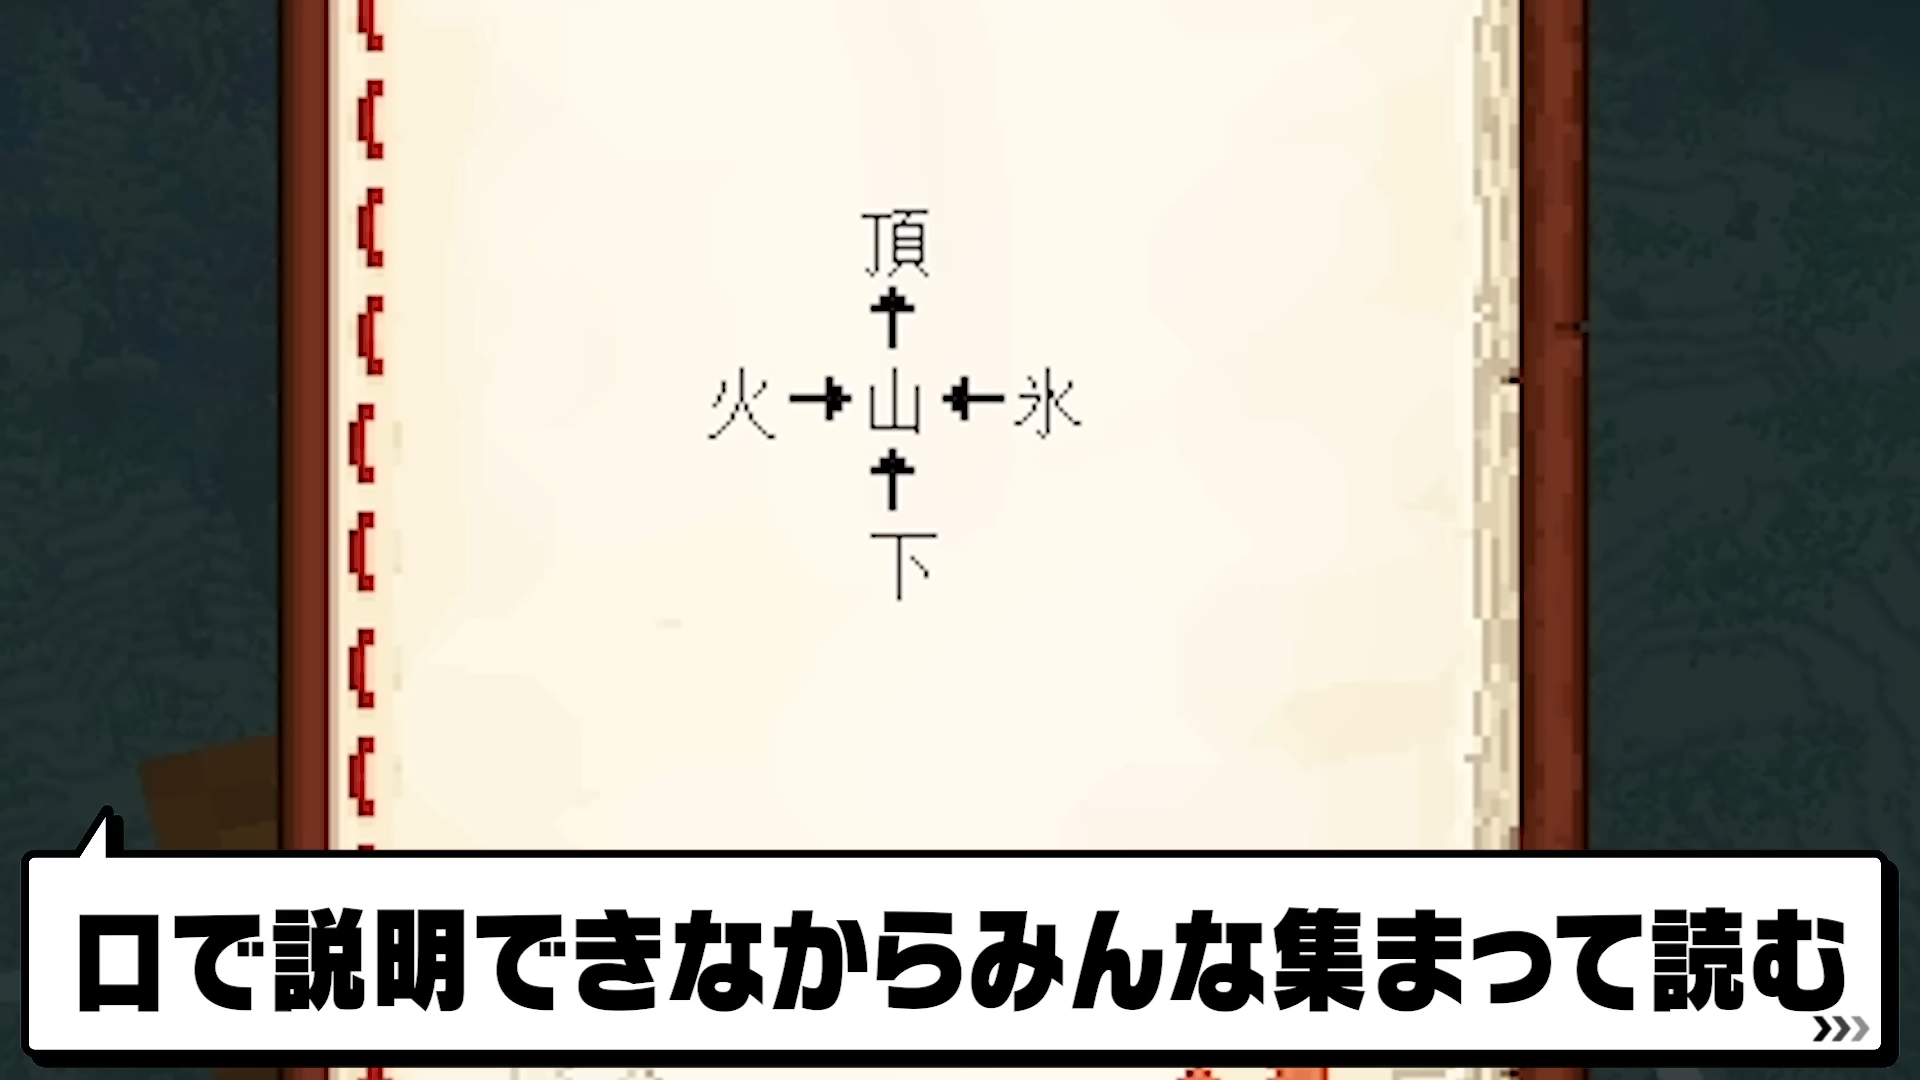 頂
↑
火→山←氷
↑
下
口で説明できなからみんな集まって読む